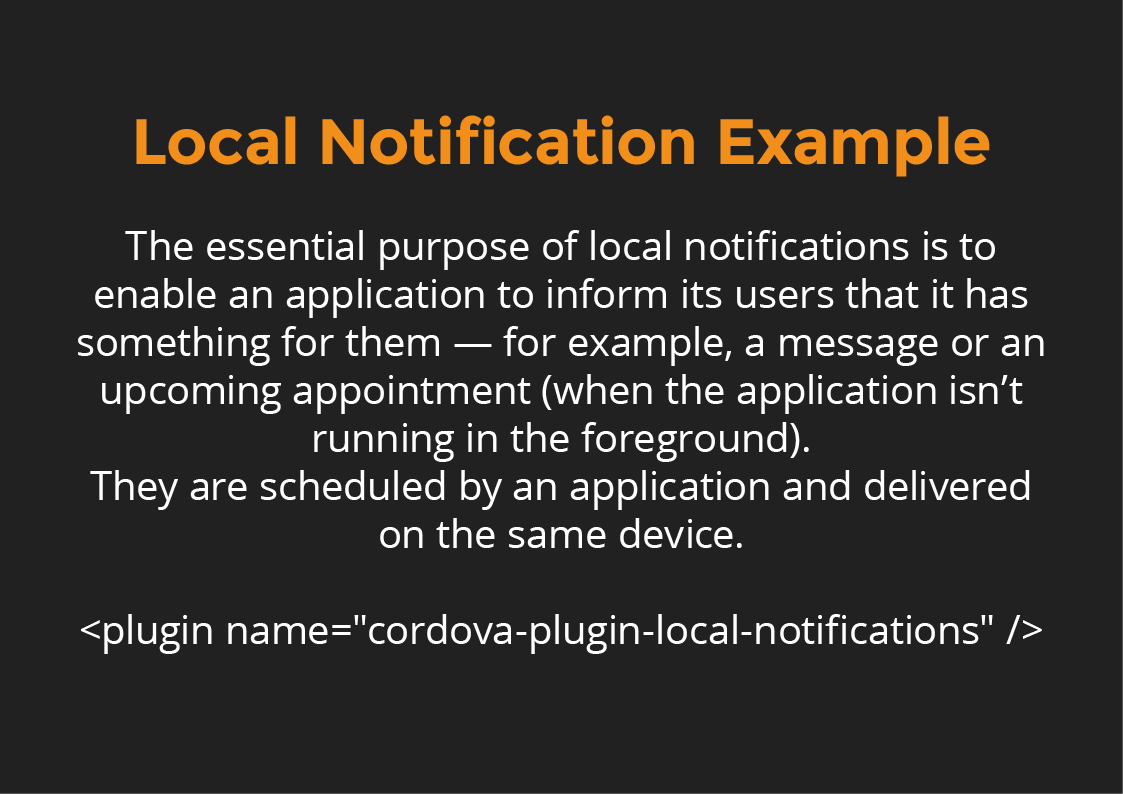 Local Notification Example
The essential purpose of local notifications is to
enable an application to inform its users that it has
something for them — for example, a message or an
upcoming appointment (when the application isn’t
running in the foreground).
They are scheduled by an application and delivered
on the same device.
<plugin name="cordova-plugin-local-notifications" />